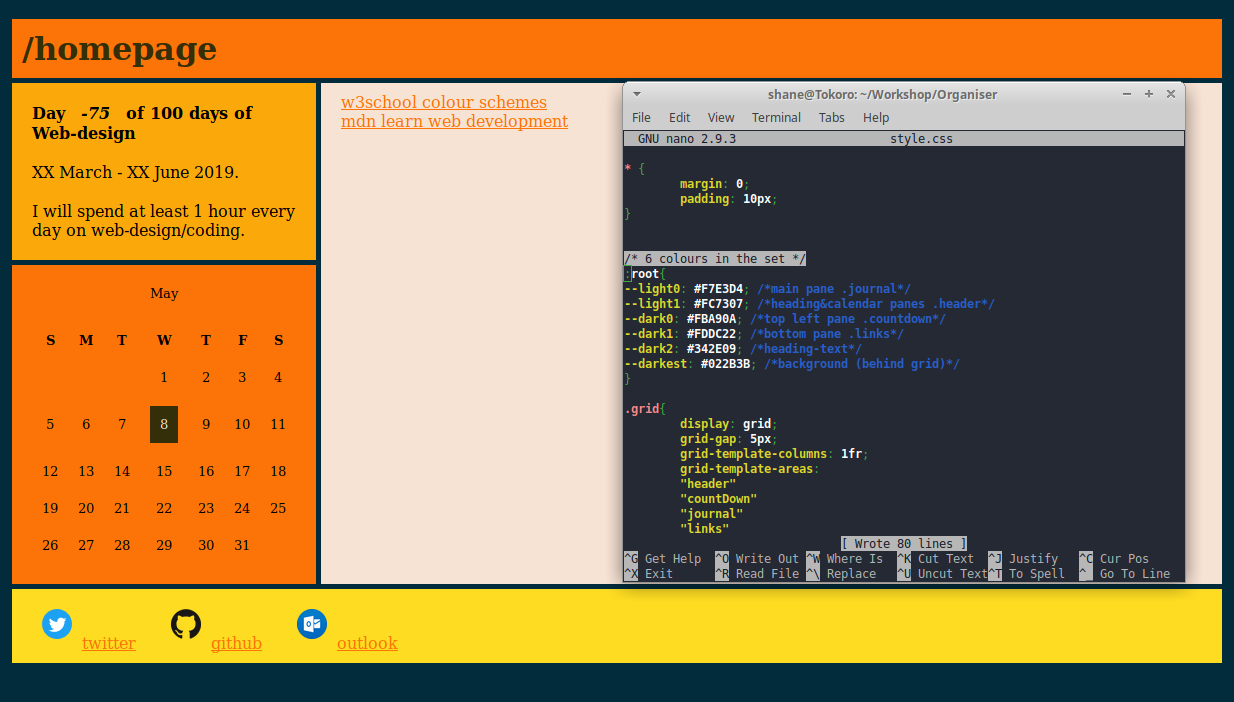 /homepage
Day -75 of 100 days of
Web-design
XX March - XX June 2019.
I will spend at least 1 hour every
day on web-design/coding.
May
S M T W T F S
1 2 3 4
5 6 7 8 9 10 11
12 13 14 15 16 17 18
19 20 21 22 23 24 25
26 27 28 29 30 31
w3school colour schemes
mdn learn web development
shane@Tokoro: ~/Workshop/Organiser
File Edit View Terminal Tabs Help
GNU nano 2.9.3 style.css
* {
margin: 0;
padding: 10px;
}
/* 6 colours in the set */
:root{
--light0: #F7E3D4; /*main pane .journal*/
--light1: #FC7307; /*heading&calendar panes .header*/
--dark0: #FBA90A; /*top left pane .countdown*/
--dark1: #FDDC22; /*bottom pane .links*/
--dark2: #342E09; /*heading-text*/
--darkest: #022B3B; /*background (behind grid)*/
}
.grid{
display: grid;
grid-gap: 5px;
grid-template-columns: 1fr;
grid-template-areas:
"header"
"countDown"
"journal"
"links"
[ Wrote 80 lines ]
^G Get Help ^O Write Out ^W Where Is ^K Cut Text ^J Justify ^C Cur Pos
^X Exit ^R Read File ^\ Replace ^U Uncut Text ^T To Spell ^_ Go To Line
twitter github outlook